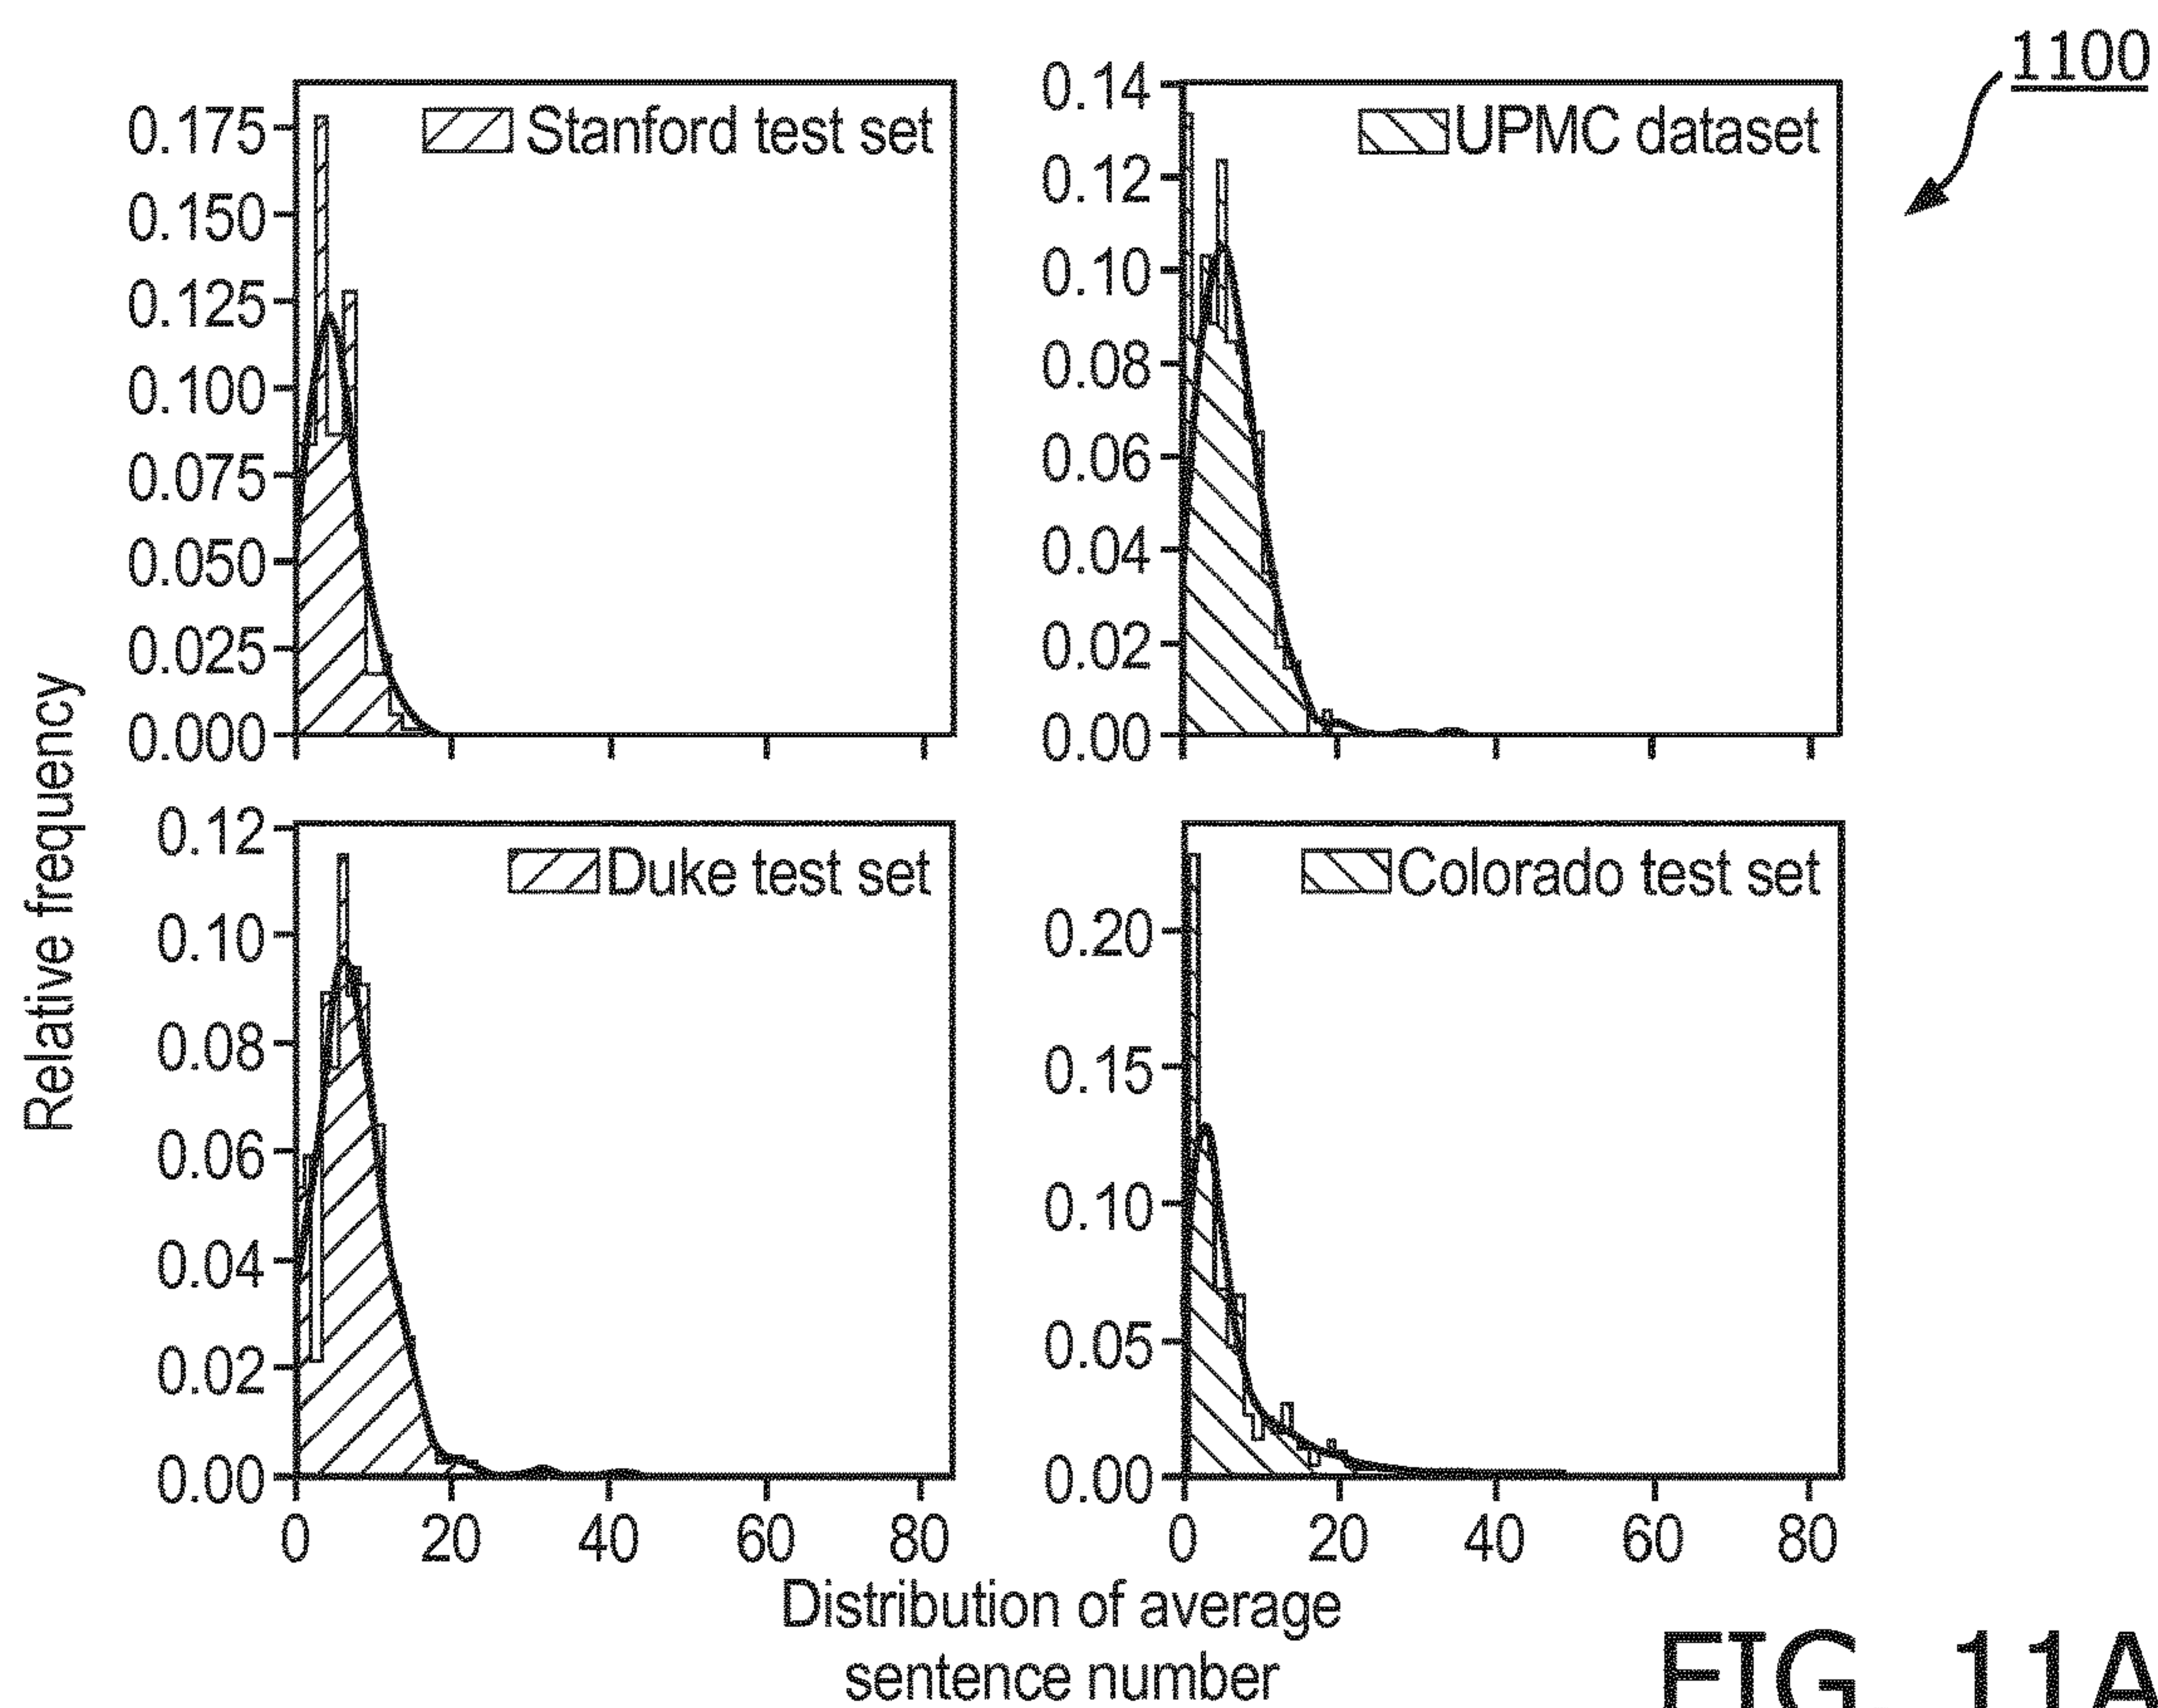 1100
Stanford test set
0.175
0.150
0.125
0.100
0.075
0.050
0.025
0.000
UPMC dataset
0.14
0.12
0.10
0.08
0.06
0.04
0.02
0.00
Relative frequency
Duke test set
0.12
0.10
0.08
0.06
0.04
0.02
0.00
0 20 40 60 80
Colorado test set
0.20
0.15
0.10
0.05
0.00
0 20 40 60 80
Distribution of average
sentence number
FIG. 11A